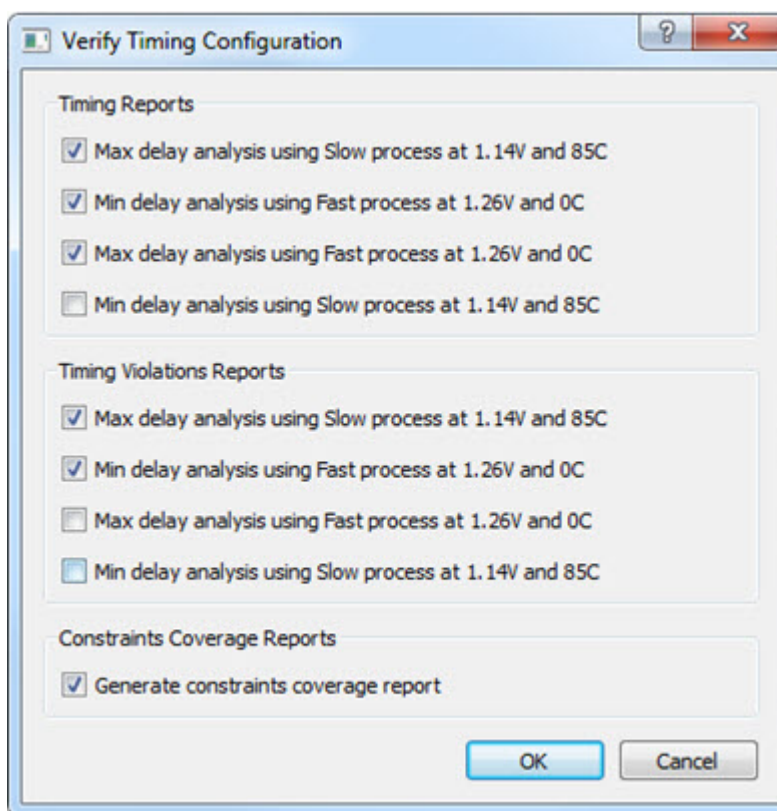 Verify Timing Configuration
Timing Reports
Max delay analysis using Slow process at 1.14V and 85C
Min delay analysis using Fast process at 1.26V and 0C
Max delay analysis using Fast process at 1.26V and 0C
Min delay analysis using Slow process at 1.14V and 85C
Timing Violations Reports
Max delay analysis using Slow process at 1.14V and 85C
Min delay analysis using Fast process at 1.26V and 0C
Max delay analysis using Fast process at 1.26V and 0C
Min delay analysis using Slow process at 1.14V and 85C
Constraints Coverage Reports
Generate constraints coverage report
OK Cancel